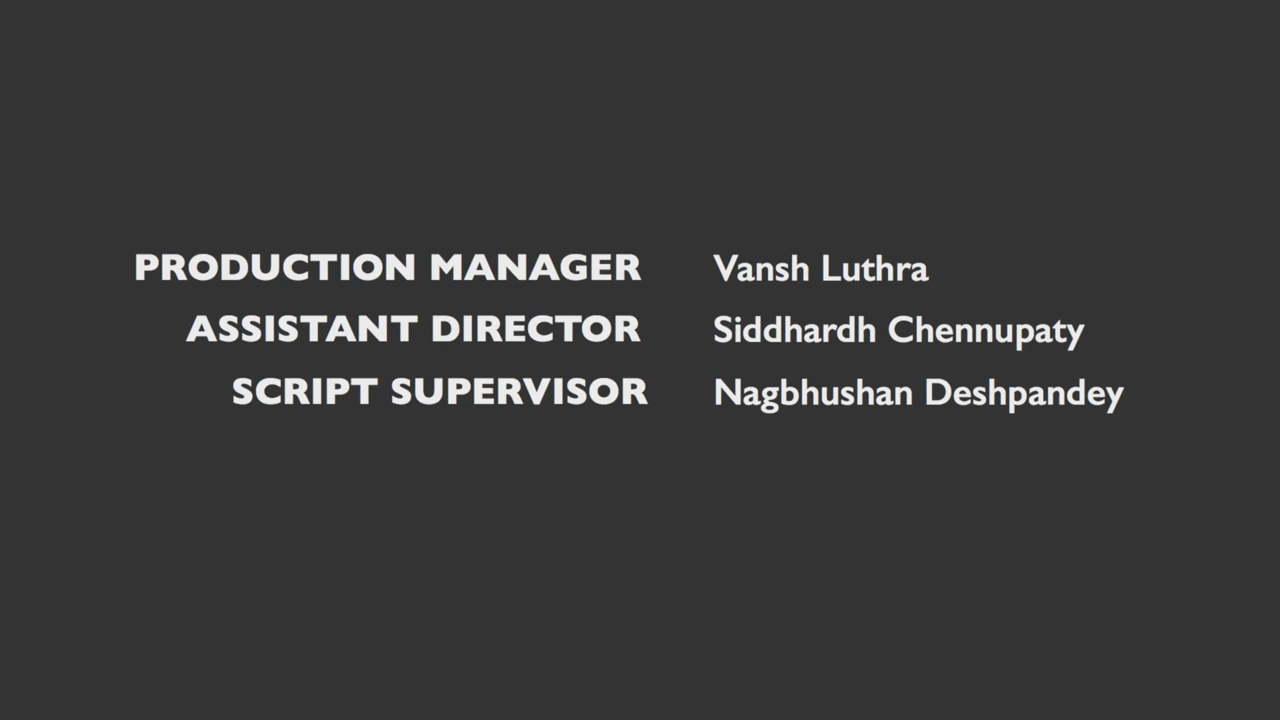 PRODUCTION MANAGER Vansh Luthra
ASSISTANT DIRECTOR Siddhardh Chennupaty
SCRIPT SUPERVISOR Nagbhushan Deshpandey